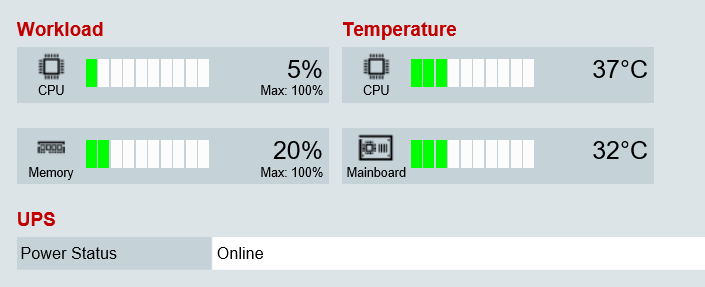 Workload
Temperature
5%
CPU
Max: 100%
37°C
CPU
20%
Memory
Max: 100%
32°C
Mainboard
UPS
Power Status Online